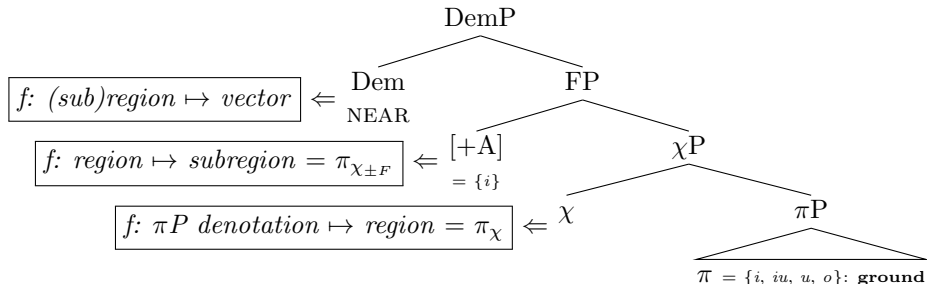 DemP
Dem FP
f: (sub)region ↦ vector ⇐ NEAR
[+A] χP
f: region ↦ subregion = π_{χ±F} ⇐ = {i}
f: πP denotation ↦ region = π_χ ⇐ χ πP
π = {i, iu, u, o}: ground